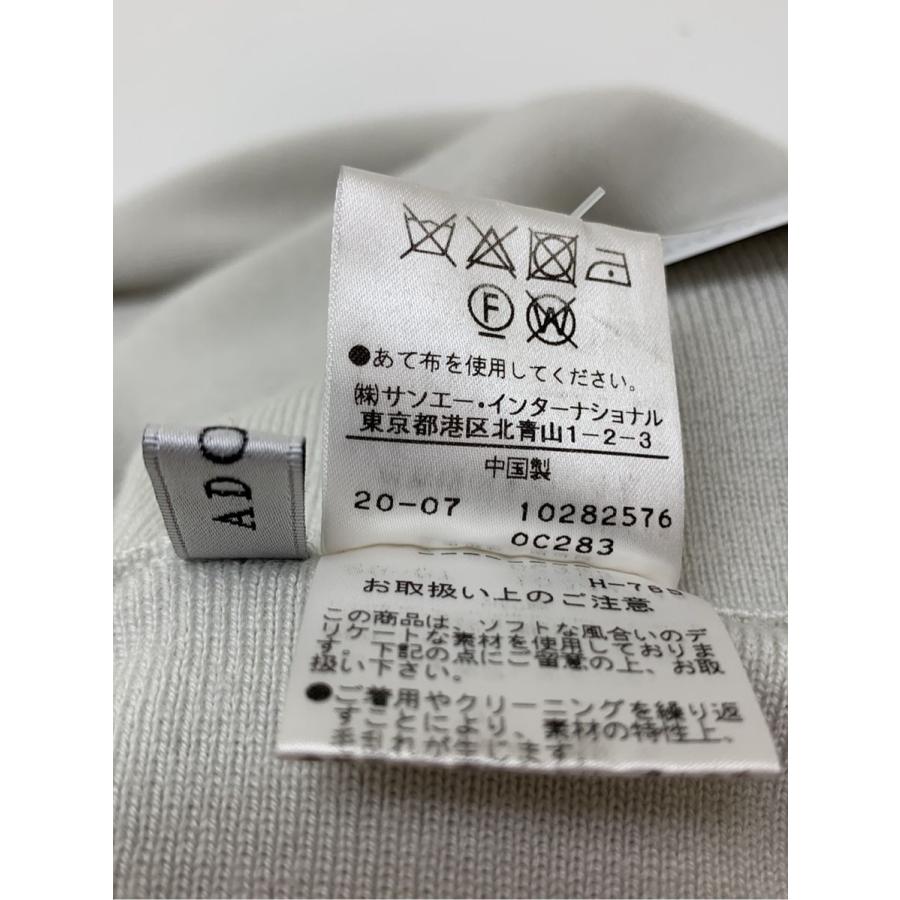 F W
●あて布を使用してください。
㈱サンエー・インターナショナル
東京都港区北青山1-2-3
中国製
20-07 10282576
0C283
ADO
お取扱い上のご注意
この商品は、ソフトな風合いのデ
リケートな素材を使用しておりま
す。下記の点にご留意の上、お取
扱い下さい。
●ご着用やクリーニングを繰り返
すことにより、素材の特性上、
毛乱れが生じます。